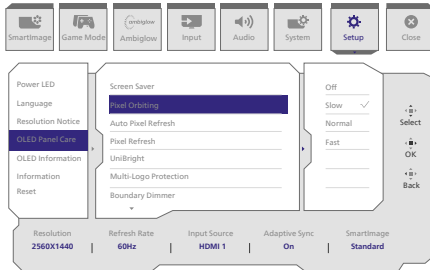 SmartImage
Game Mode
ambiglow
Ambiglow
Input
Audio
System
Setup
Close
Power LED
Language
Resolution Notice
OLED Panel Care
OLED Information
Information
Reset
Screen Saver
Pixel Orbiting
Auto Pixel Refresh
Pixel Refresh
UniBright
Multi-Logo Protection
Boundary Dimmer
Off
Slow
Normal
Fast
Select
OK
Back
Resolution
2560X1440
Refresh Rate
60Hz
Input Source
HDMI 1
Adaptive Sync
On
SmartImage
Standard